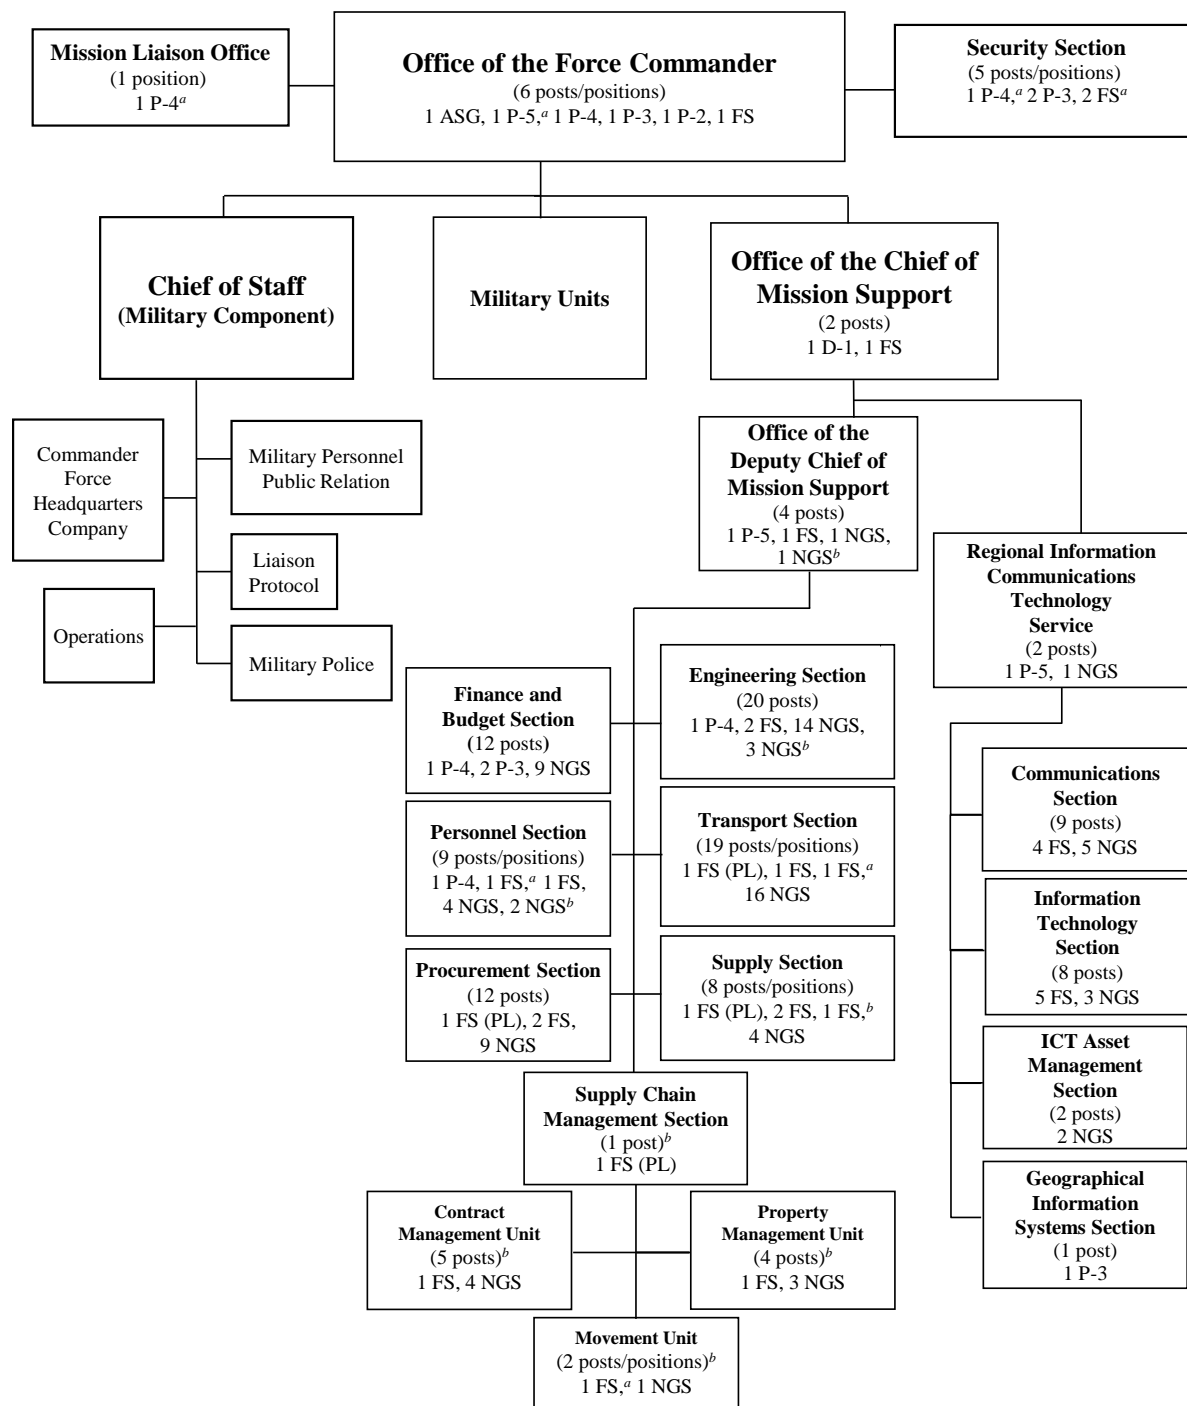 Mission Liaison Office
(1 position)
1 P-4ᵃ
Office of the Force Commander
(6 posts/positions)
1 ASG, 1 P-5,ᵃ 1 P-4, 1 P-3, 1 P-2, 1 FS
Security Section
(5 posts/positions)
1 P-4,ᵃ 2 P-3, 2 FSᵃ
Chief of Staff
(Military Component)
Military Units
Office of the Chief of
Mission Support
(2 posts)
1 D-1, 1 FS
Commander
Force
Headquarters
Company
Military Personnel
Public Relation
Liaison
Protocol
Operations
Military Police
Office of the
Deputy Chief of
Mission Support
(4 posts)
1 P-5, 1 FS, 1 NGS,
1 NGSᵇ
Regional Information
Communications
Technology
Service
(2 posts)
1 P-5, 1 NGS
Finance and
Budget Section
(12 posts)
1 P-4, 2 P-3, 9 NGS
Engineering Section
(20 posts)
1 P-4, 2 FS, 14 NGS,
3 NGSᵇ
Personnel Section
(9 posts/positions)
1 P-4, 1 FS,ᵃ 1 FS,
4 NGS, 2 NGSᵇ
Transport Section
(19 posts/positions)
1 FS (PL), 1 FS, 1 FS,ᵃ
16 NGS
Procurement Section
(12 posts)
1 FS (PL), 2 FS,
9 NGS
Supply Section
(8 posts/positions)
1 FS (PL), 2 FS, 1 FS,ᵇ
4 NGS
Supply Chain
Management Section
(1 post)ᵇ
1 FS (PL)
Contract
Management Unit
(5 posts)ᵇ
1 FS, 4 NGS
Property
Management Unit
(4 posts)ᵇ
1 FS, 3 NGS
Movement Unit
(2 posts/positions)ᵇ
1 FS,ᵃ 1 NGS
Communications
Section
(9 posts)
4 FS, 5 NGS
Information
Technology
Section
(8 posts)
5 FS, 3 NGS
ICT Asset
Management
Section
(2 posts)
2 NGS
Geographical
Information
Systems Section
(1 post)
1 P-3